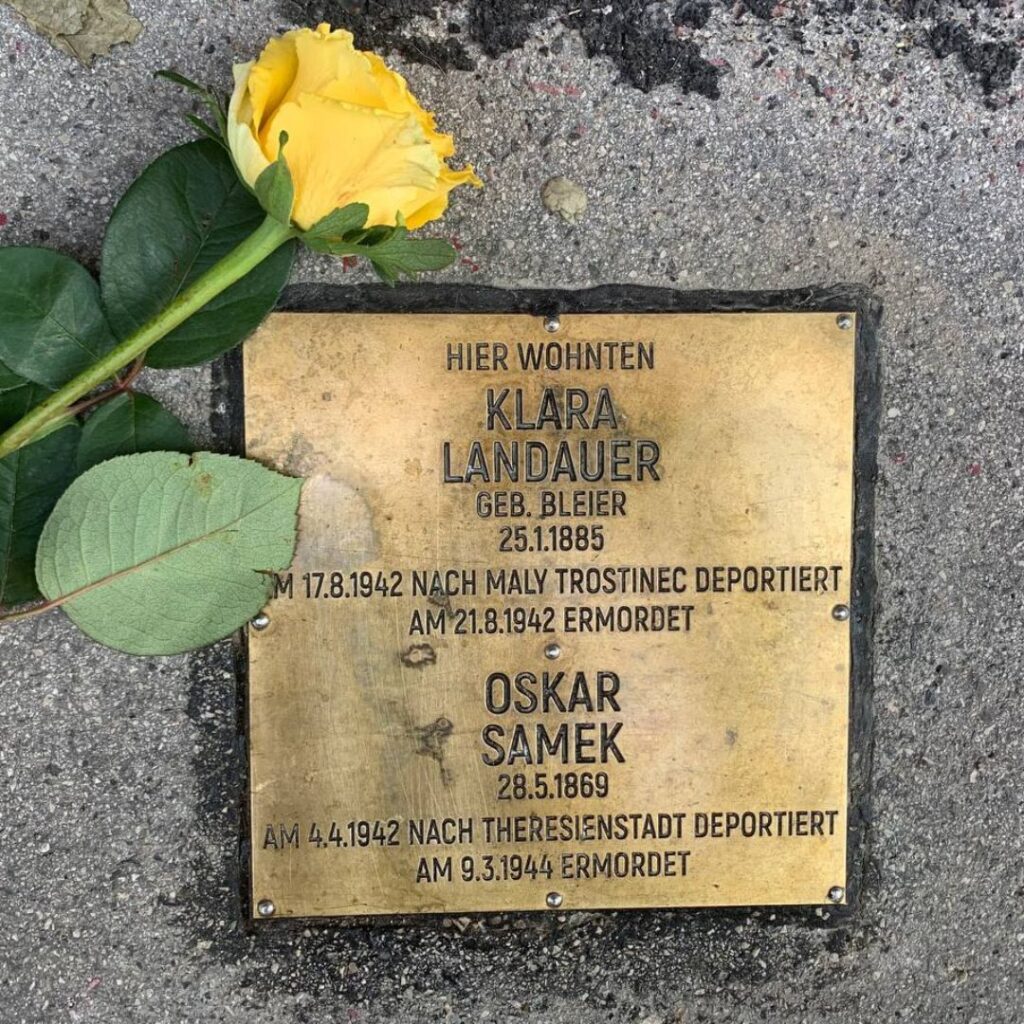 HIER WOHNTEN
KLARA
LANDAUER
GEB. BLEIER
25.1.1885
AM 17.8.1942 NACH MALY TROSTINEC DEPORTIERT
AM 21.8.1942 ERMORDET
OSKAR
SAMEK
28.5.1869
AM 4.4.1942 NACH THERESIENSTADT DEPORTIERT
AM 9.3.1944 ERMORDET